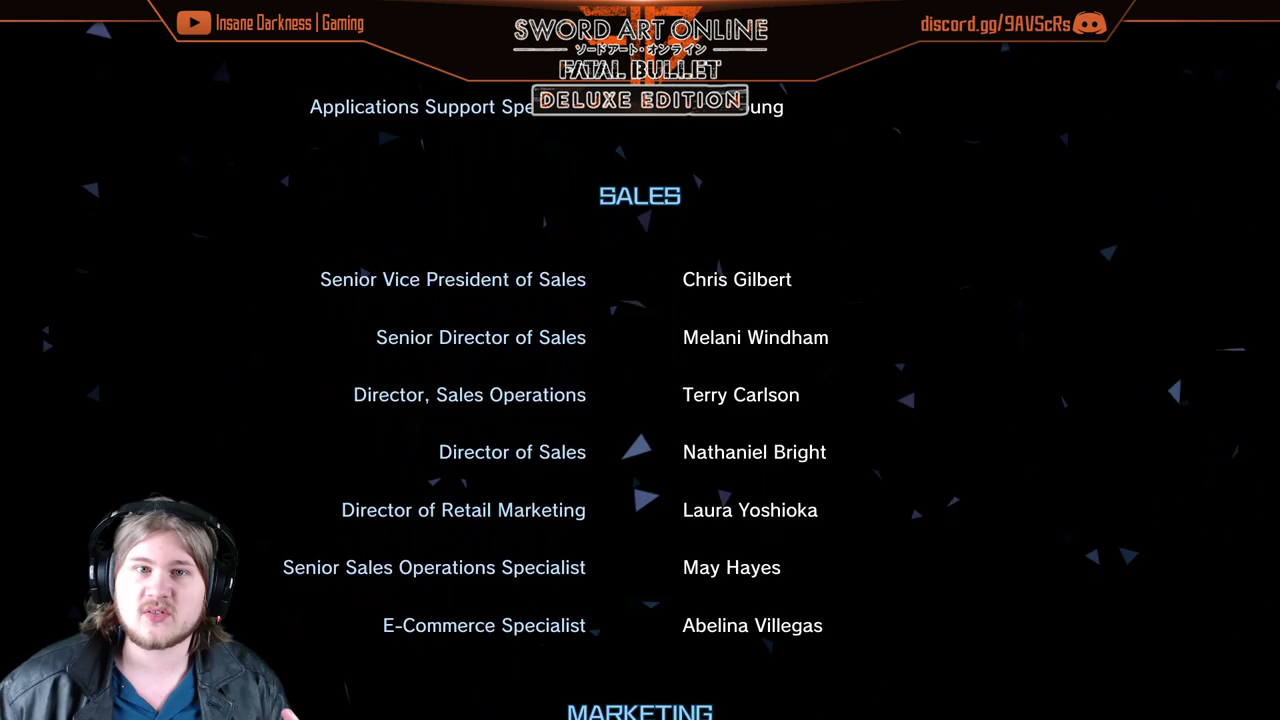 Insane Darkness | Gaming
SWORD ART ONLINE
discord.gg/9AVScRs
ソードアート・オンライン
FATAL BULLET
DELUXE EDITION
Applications Support
SALES
Senior Vice President of Sales Chris Gilbert
Senior Director of Sales Melani Windham
Director, Sales Operations Terry Carlson
Director of Sales Nathaniel Bright
Director of Retail Marketing Laura Yoshioka
Senior Sales Operations Specialist May Hayes
E-Commerce Specialist Abelina Villegas
MARKETING